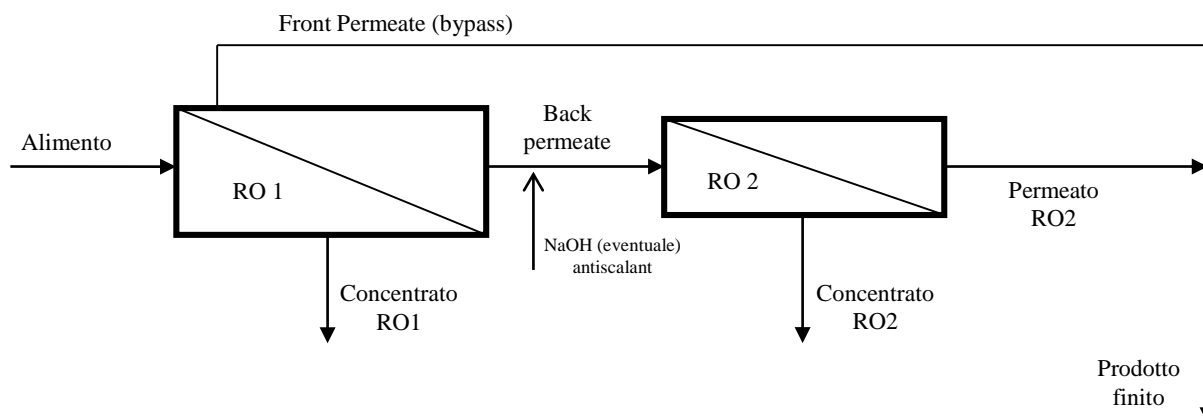 Front Permeate (bypass)
Alimento
RO 1
Back
permeate
NaOH (eventuale)
antiscalant
RO 2
Permeato
RO2
Concentrato
RO1
Concentrato
RO2
Prodotto
finito